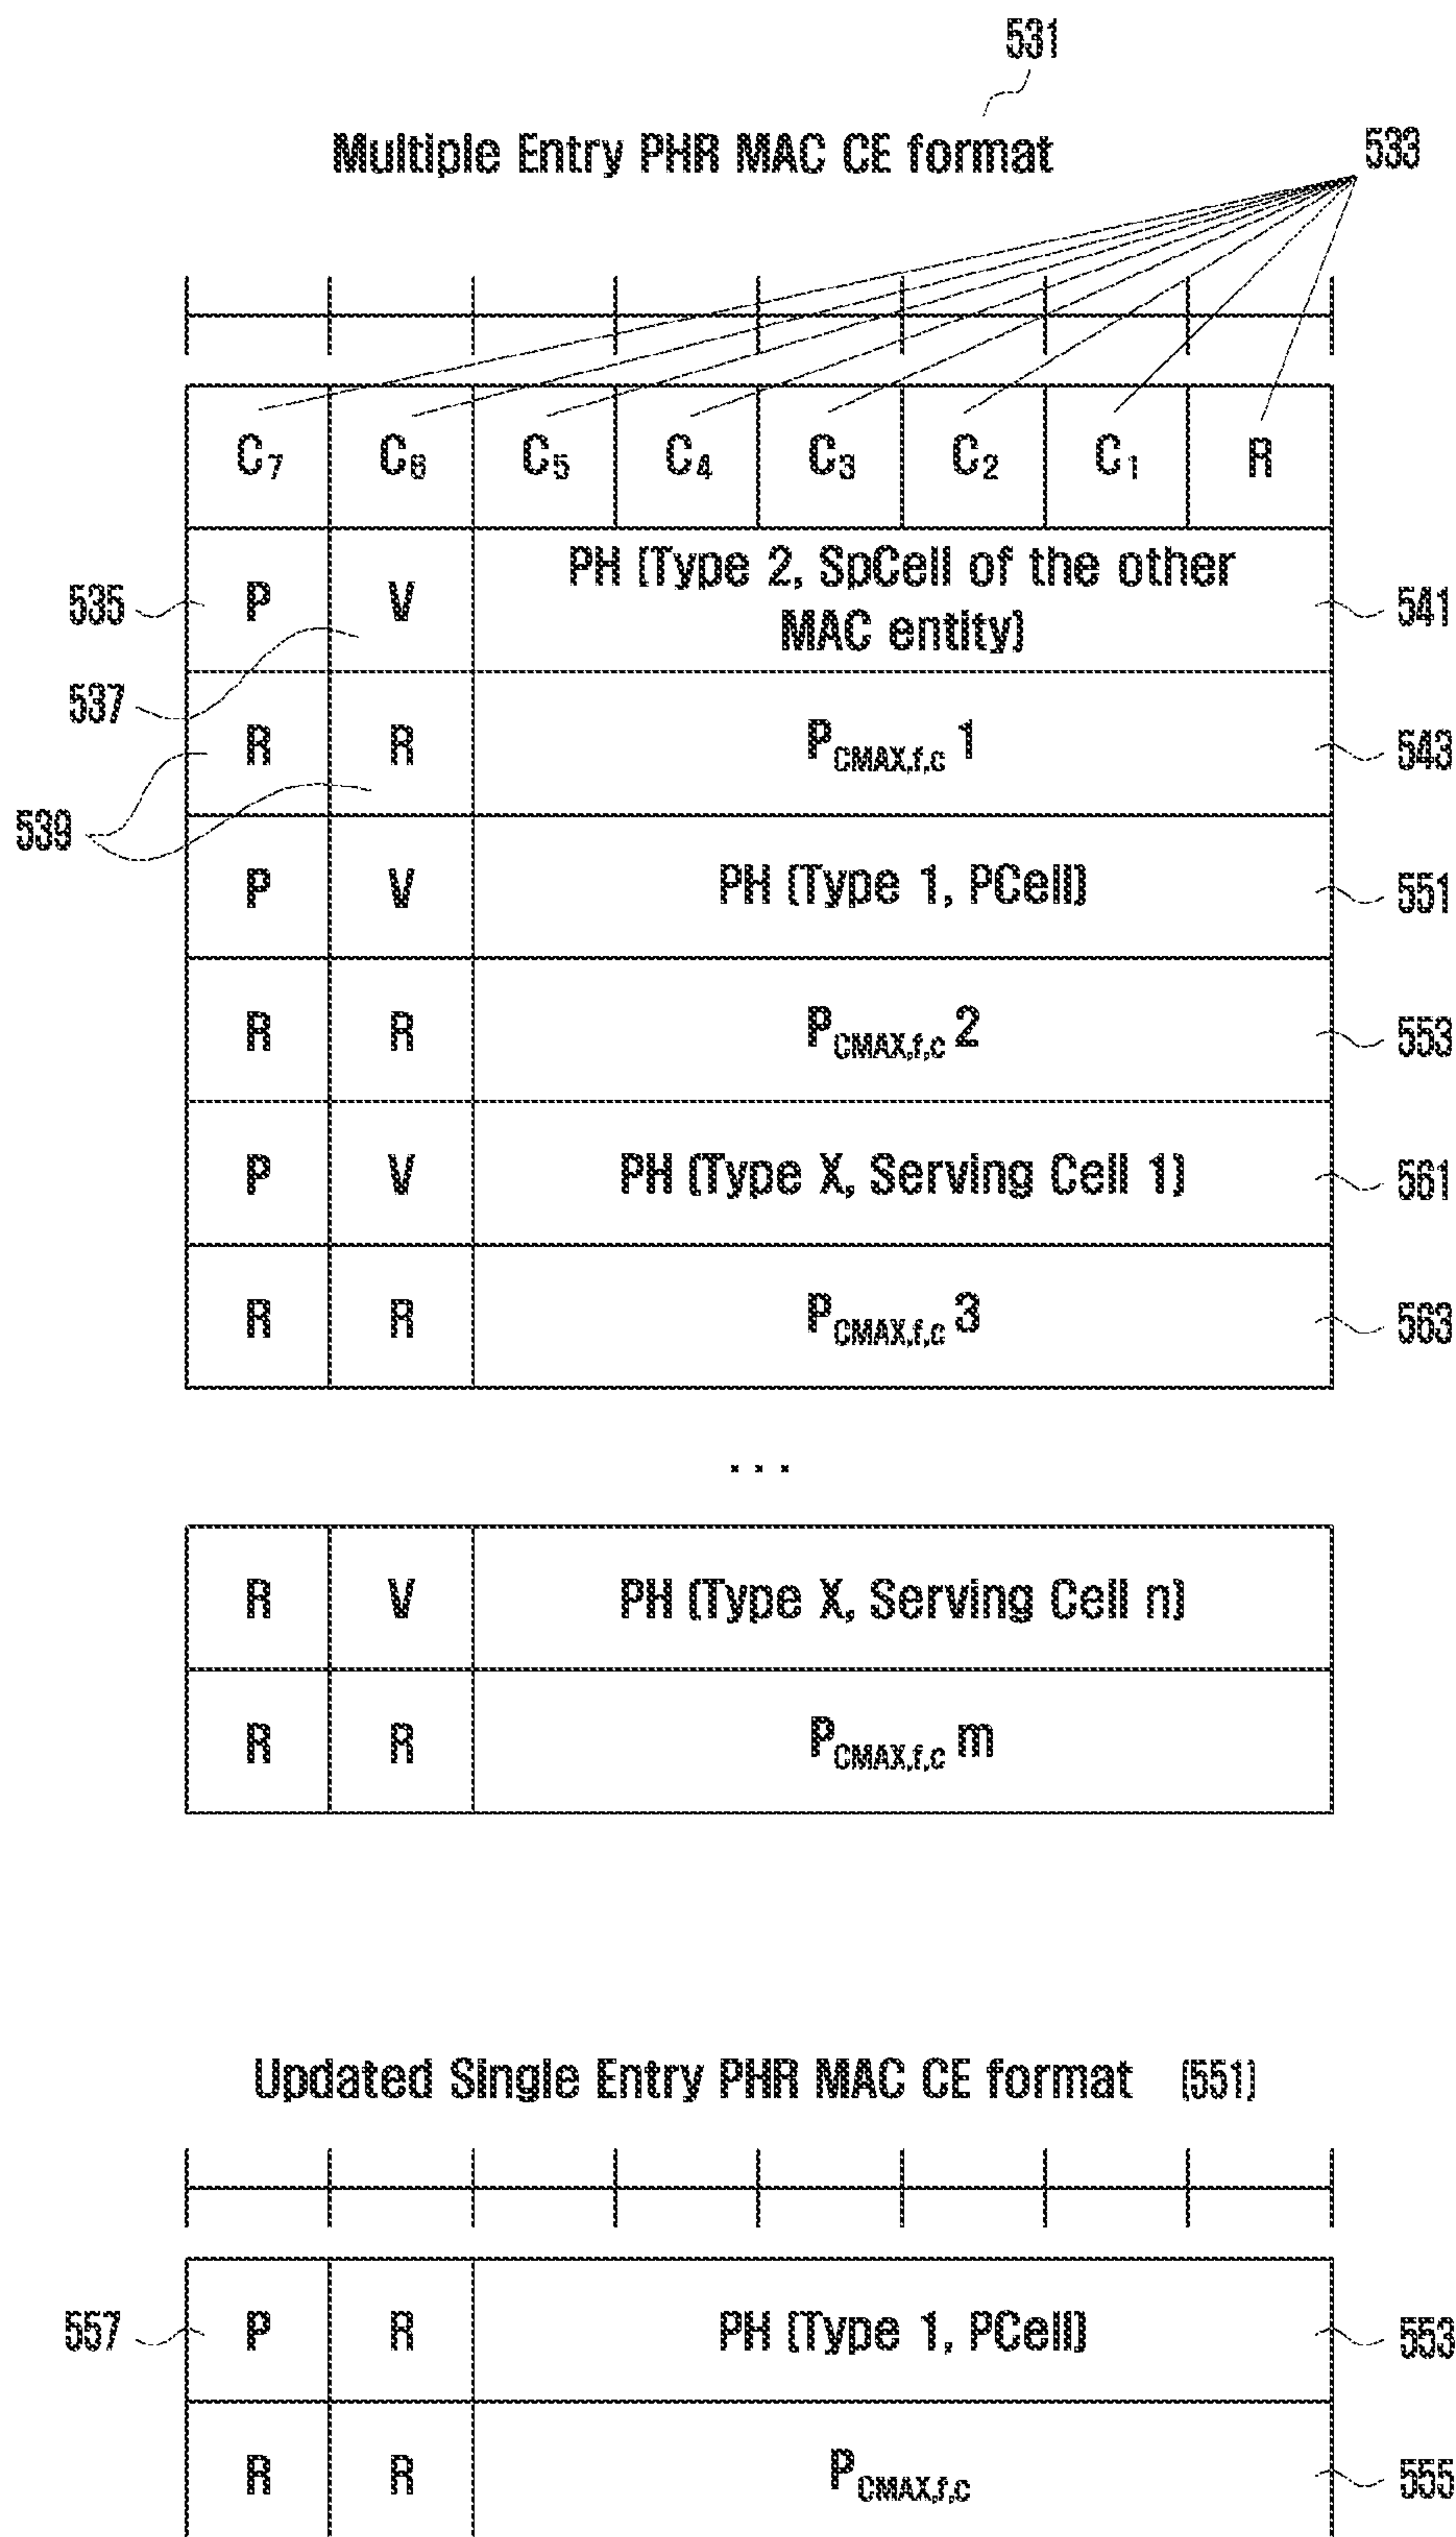 531
Multiple Entry PHR MAC CE format
533
C7 C6 C5 C4 C3 C2 C1 R
535 P V PH (Type 2, SpCell of the other MAC entity) 541
537
R R PCMAX,f,c 1 543
539
P V PH (Type 1, PCell) 551
R R PCMAX,f,c 2 553
P V PH (Type X, Serving Cell 1) 561
R R PCMAX,f,c 3 563
...
R V PH (Type X, Serving Cell n)
R R PCMAX,f,c m
Updated Single Entry PHR MAC CE format (551)
557 P R PH (Type 1, PCell) 553
R R PCMAX,f,c 555